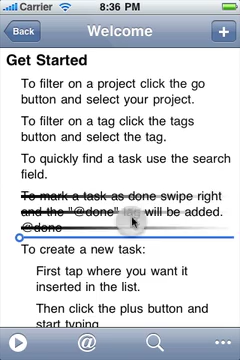 Carrier 8:36 PM
Back Welcome +
Get Started
To filter on a project click the go
button and select your project.
To filter on a tag click the tags
button and select the tag.
To quickly find a task use the search
field.
To mark a task as done swipe right
and the "@done" tag will be added.
@done
To create a new task:
First tap where you want it
inserted in the list.
Then click the plus button and
start typing
@